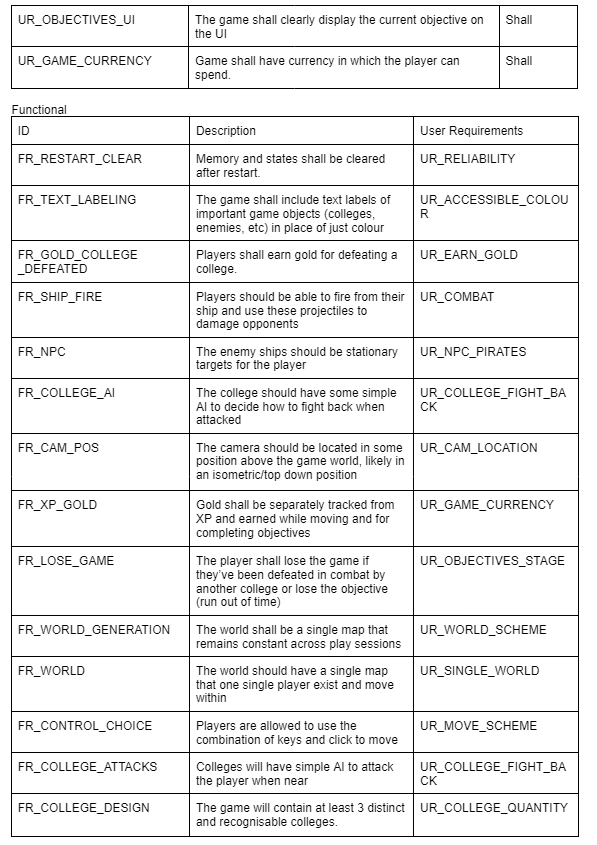 UR_OBJECTIVES_UI The game shall clearly display the current objective on Shall
the UI
UR_GAME_CURRENCY Game shall have currency in which the player can Shall
spend.
Functional
ID Description User Requirements
FR_RESTART_CLEAR Memory and states shall be cleared UR_RELIABILITY
after restart.
FR_TEXT_LABELING The game shall include text labels of UR_ACCESSIBLE_COLOU
important game objects (colleges, R
enemies, etc) in place of just colour
FR_GOLD_COLLEGE Players shall earn gold for defeating a UR_EARN_GOLD
_DEFEATED college.
FR_SHIP_FIRE Players should be able to fire from their UR_COMBAT
ship and use these projectiles to
damage opponents
FR_NPC The enemy ships should be stationary UR_NPC_PIRATES
targets for the player
FR_COLLEGE_AI The college should have some simple UR_COLLEGE_FIGHT_BA
AI to decide how to fight back when CK
attacked
FR_CAM_POS The camera should be located in some UR_CAM_LOCATION
position above the game world, likely in
an isometric/top down position
FR_XP_GOLD Gold shall be separately tracked from UR_GAME_CURRENCY
XP and earned while moving and for
completing objectives
FR_LOSE_GAME The player shall lose the game if UR_OBJECTIVES_STAGE
they've been defeated in combat by
another college or lose the objective
(run out of time)
FR_WORLD_GENERATION The world shall be a single map that UR_WORLD_SCHEME
remains constant across play sessions
FR_WORLD The world should have a single map UR_SINGLE_WORLD
that one single player exist and move
within
FR_CONTROL_CHOICE Players are allowed to use the UR_MOVE_SCHEME
combination of keys and click to move
FR_COLLEGE_ATTACKS Colleges will have simple AI to attack UR_COLLEGE_FIGHT_BA
the player when near CK
FR_COLLEGE_DESIGN The game will contain at least 3 distinct UR_COLLEGE_QUANTITY
and recognisable colleges.